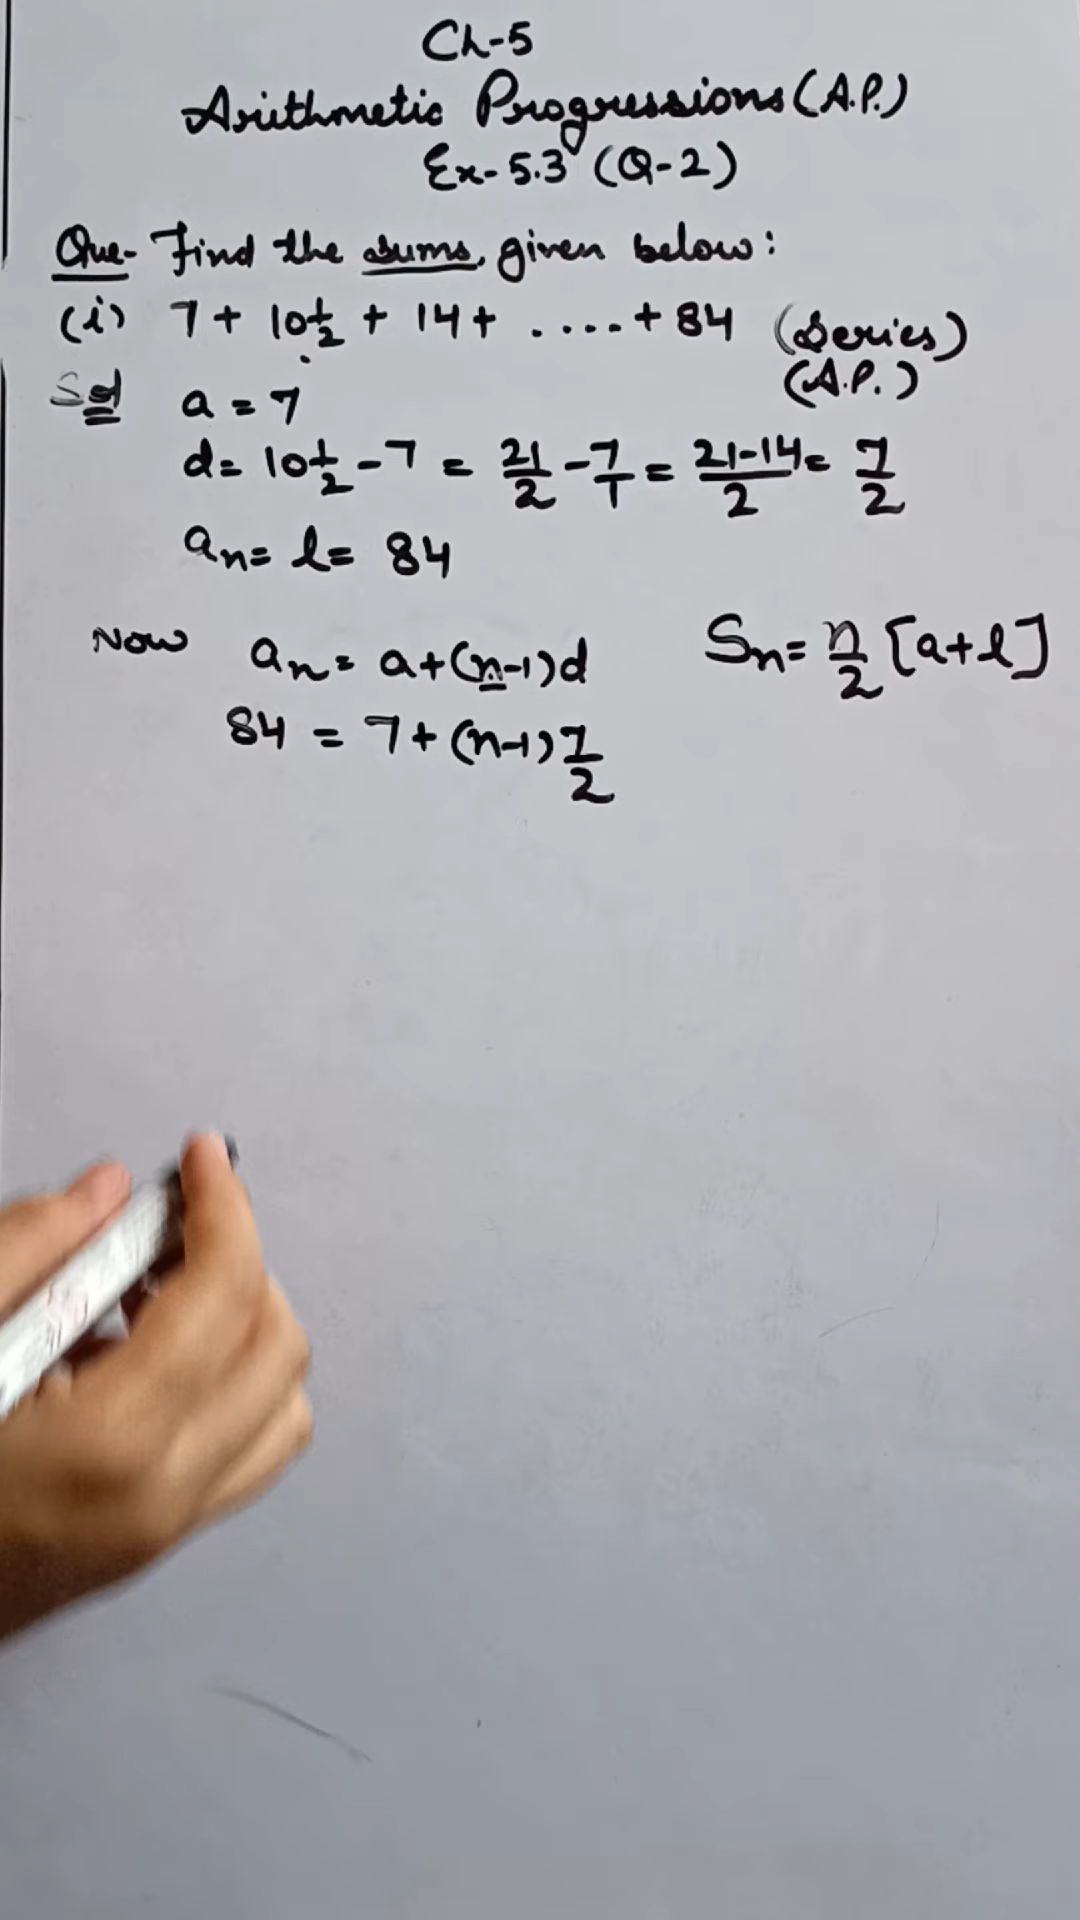 Ch-5
Arithmetic Progressions (A.P.)
Ex-5.3 (Q-2)
Que- Find the sums, given below:
(i) 7 + 10½ + 14 + ..... + 84 (Series)
(A.P.)
Sol a = 7
d = 10½ - 7 = 21/2 - 7/1 = 21-14/2 = 7/2
an = l = 84
Now an = a+(n-1)d Sn = n/2 [a+l]
84 = 7+(n-1)7/2